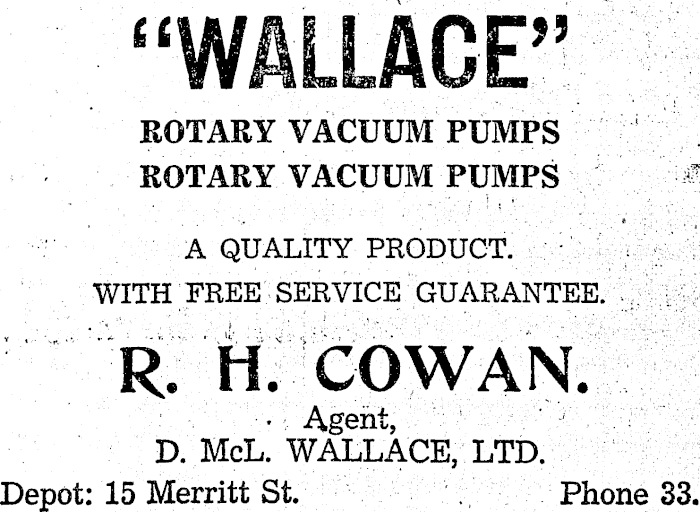 “WALLACE”
ROTARY VACUUM PUMPS
ROTARY VACUUM PUMPS
A QUALITY PRODUCT.
WITH FREE SERVICE GUARANTEE.
R. H. COWAN.
Agent,
D. McL. WALLACE, LTD.
Depot: 15 Merritt St. Phone 33.